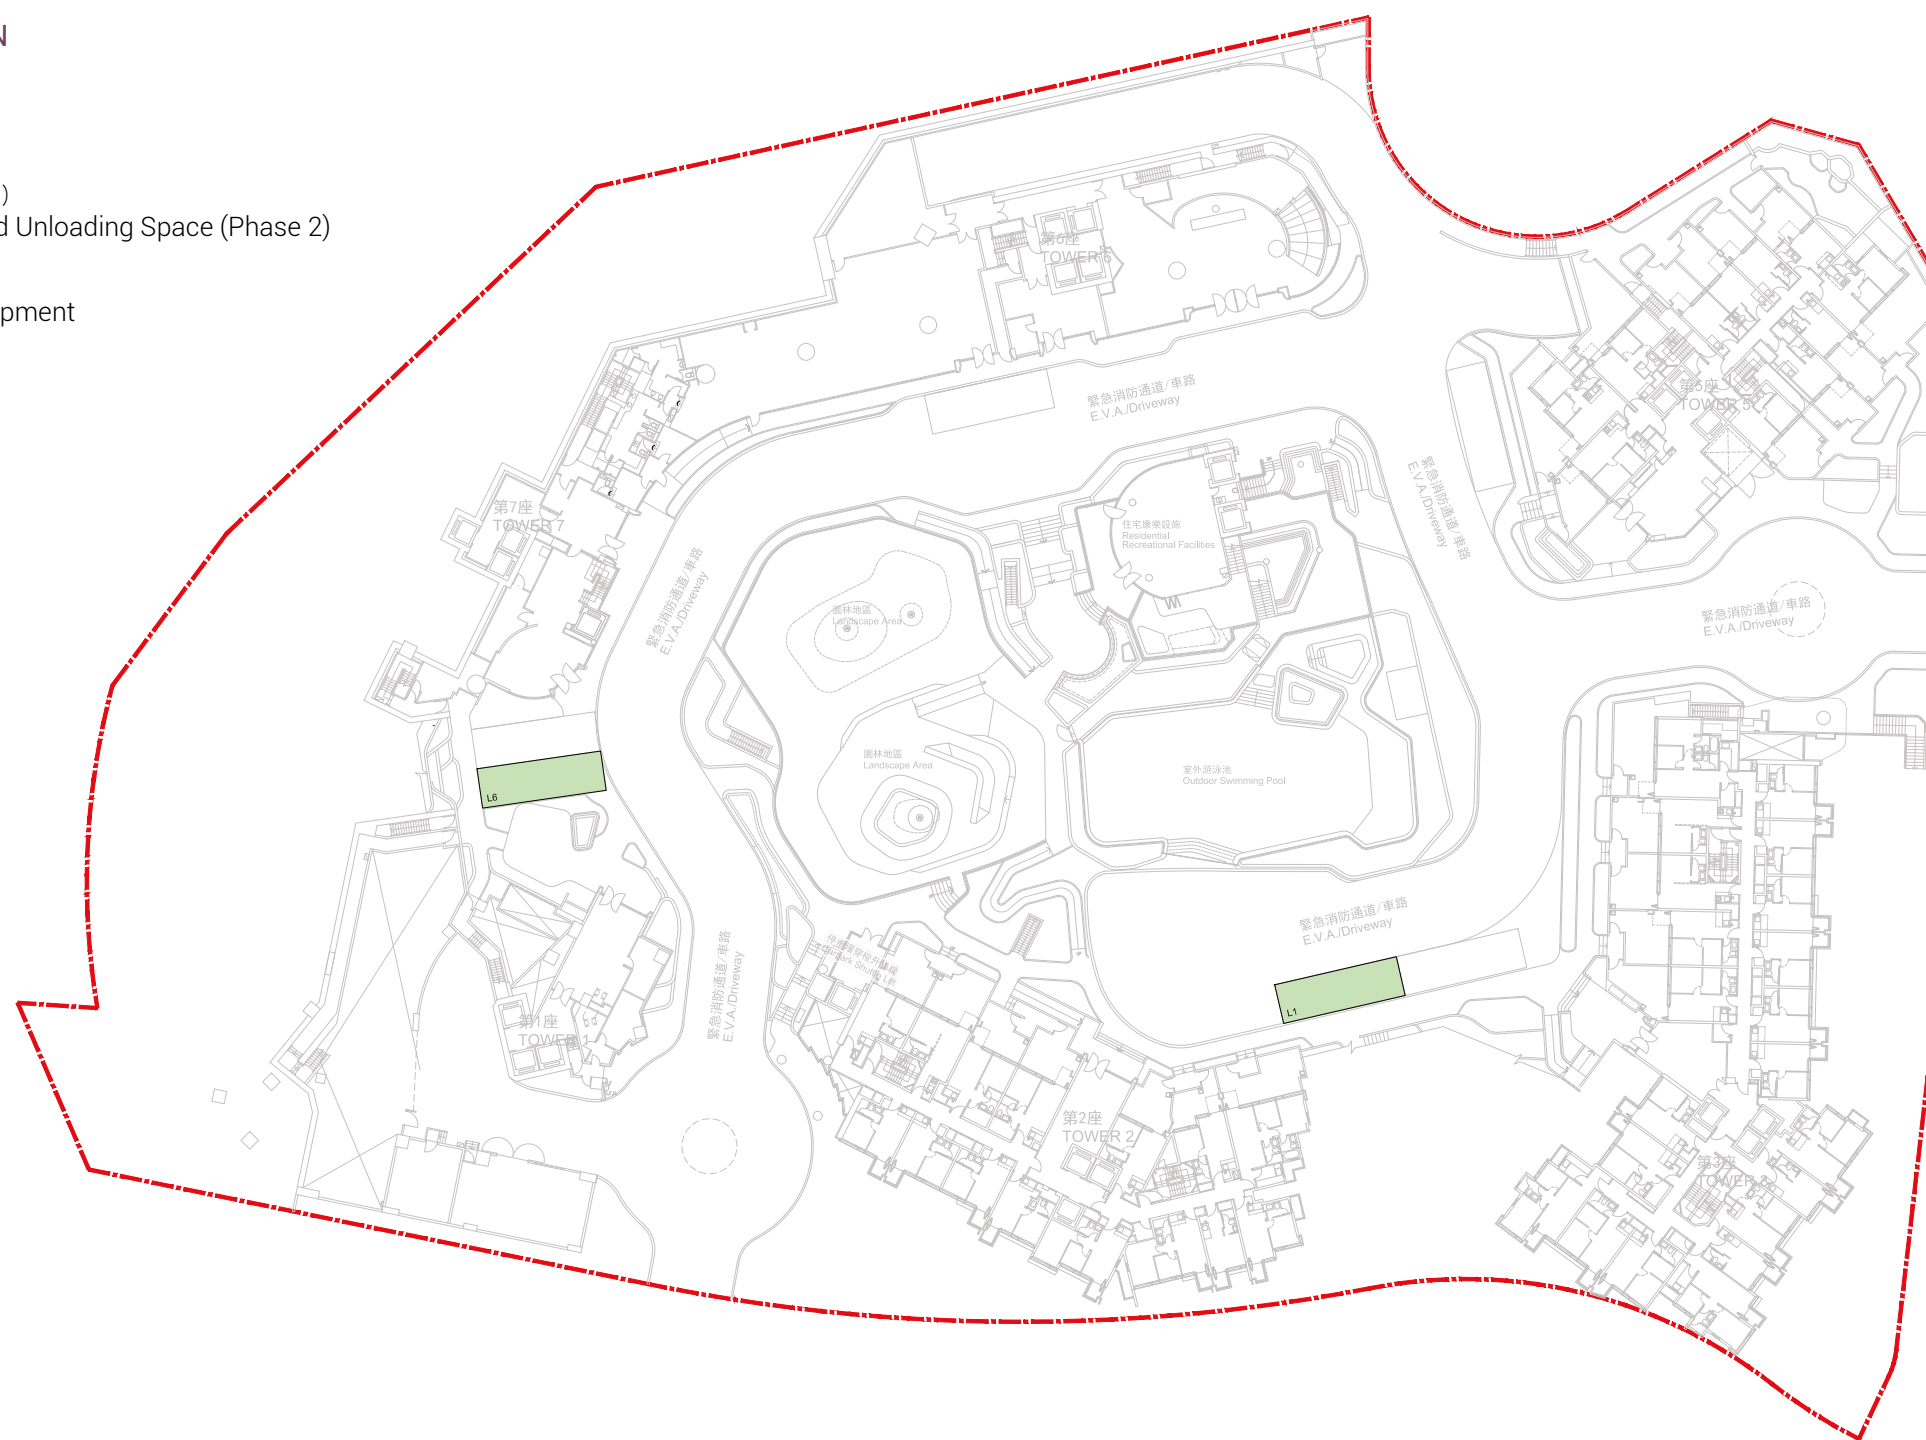 N
)
d Unloading Space (Phase 2)
pment
第6座
TOWER 6
緊急消防通道/車路
E.V.A./Driveway
第5座
TOWER 5
緊急消防通道/車路
E.V.A./Driveway
第7座
TOWER 7
住宅康樂設施
Residential
Recreational Facilities
緊急消防通道/車路
E.V.A./Driveway
園林地區
Landscape Area
緊急消防通道/車路
E.V.A./Driveway
園林地區
Landscape Area
室外游泳池
Outdoor Swimming Pool
L6
緊急消防通道/車路
E.V.A./Driveway
緊急消防通道/車路
E.V.A./Driveway
Carpark Shuttle Lift
L1
第1座
TOWER 1
第2座
TOWER 2
第3座
TOWER 3